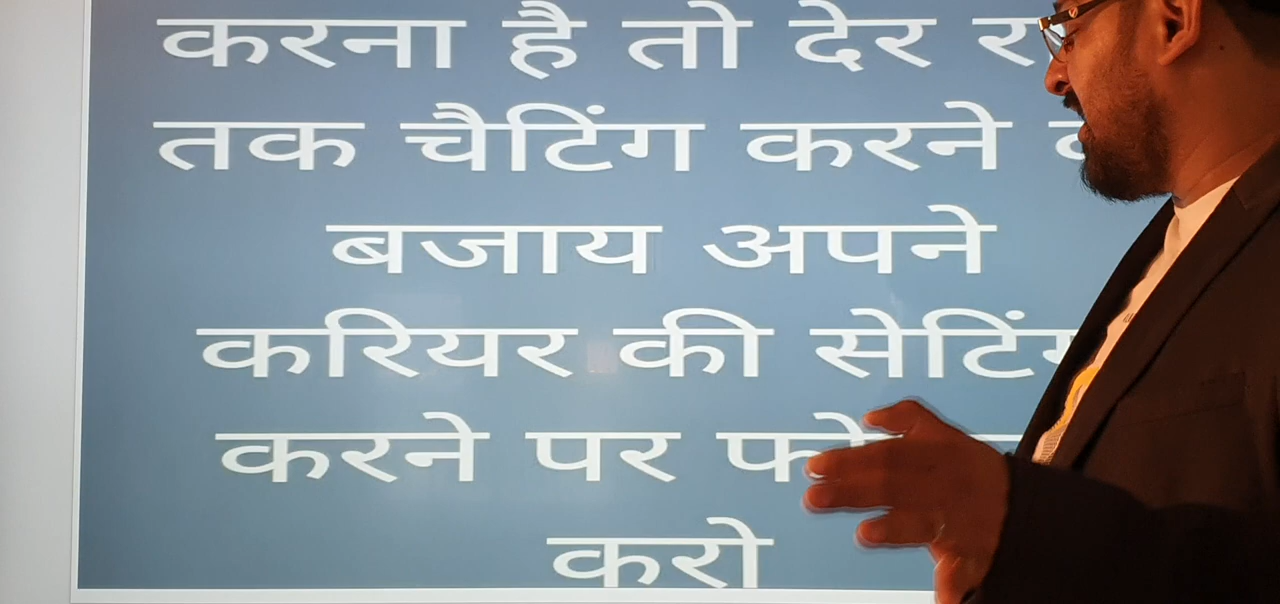 करना है तो देर
तक चैटिंग करने
बजाय अपने
करियर की सेटिंग
करने पर
करो